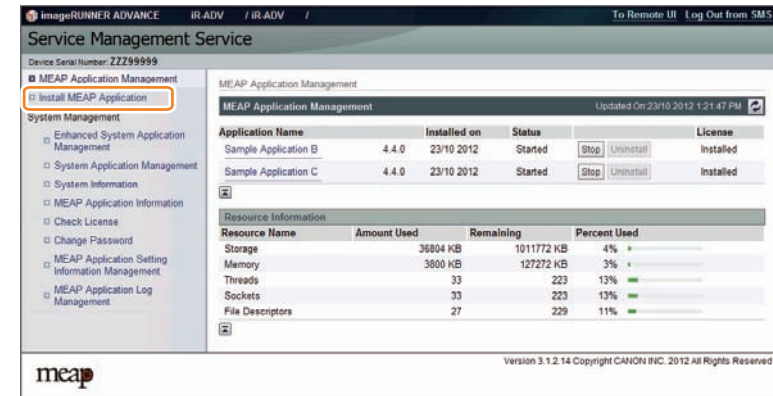 imageRUNNER ADVANCE iR-ADV / iR-ADV / To Remote UI Log Out from SMS
Service Management Service
Device Serial Number: ZZZ99999
MEAP Application Management
Install MEAP Application
System Management
Enhanced System Application
Management
System Application Management
System Information
MEAP Application Information
Check License
Change Password
MEAP Application Setting
Information Management
MEAP Application Log
Management
MEAP Application Management
MEAP Application Management Updated On:23/10 2012 1:21:47 PM
Application Name Installed on Status License
Sample Application B 4.4.0 23/10 2012 Started Stop Uninstall Installed
Sample Application C 4.4.0 23/10 2012 Started Stop Uninstall Installed
Resource Information
Resource Name Amount Used Remaining Percent Used
Storage 36804 KB 1011772 KB 4%
Memory 3800 KB 127272 KB 3%
Threads 33 223 13%
Sockets 33 223 13%
File Descriptors 27 229 11%
meap
Version 3.1.2.14 Copyright CANON INC. 2012 All Rights Reserved